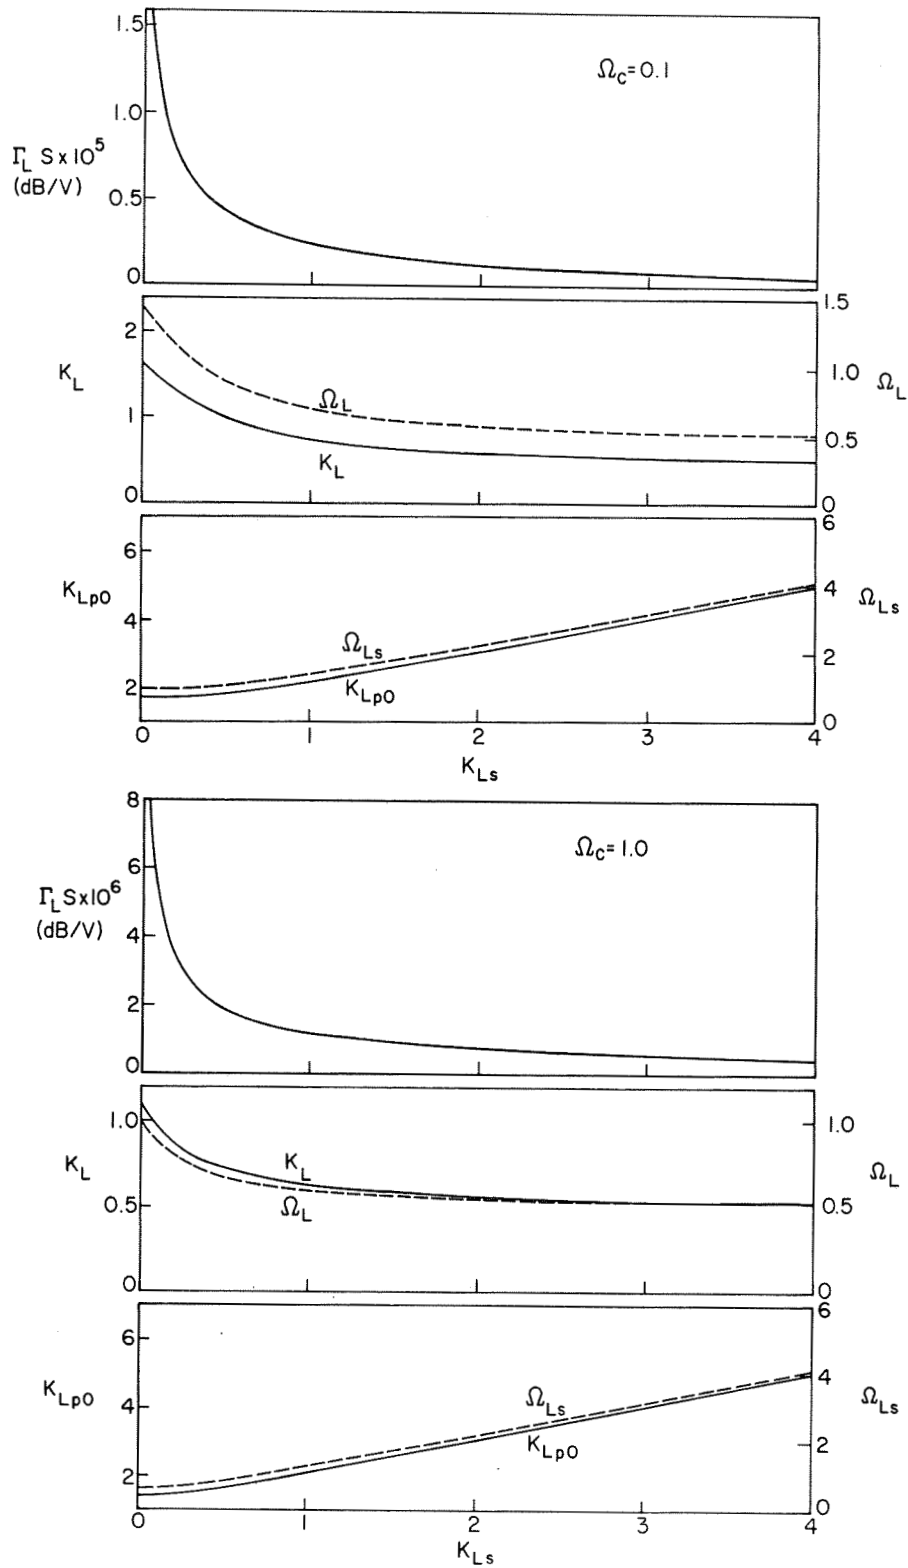 1.5
Ω_C = 0.1
1.0
Γ_L S x 10^5
(dB/V)
0.5
0
1.5
2
K_L
1.0
Ω_L
Ω_L
1
0.5
K_L
0
0
6
6
K_Lp0
4
Ω_Ls
4
Ω_Ls
2
K_Lp0
2
0
0 1 2 3 4
K_Ls
8
Ω_C = 1.0
6
Γ_L S x 10^6
(dB/V)
4
2
0
1.0
1.0
K_L
K_L
Ω_L
Ω_L
0.5
0.5
0
0
6
6
K_Lp0
4
Ω_Ls
4
Ω_Ls
K_Lp0
2
2
0
0 1 2 3 4
K_Ls